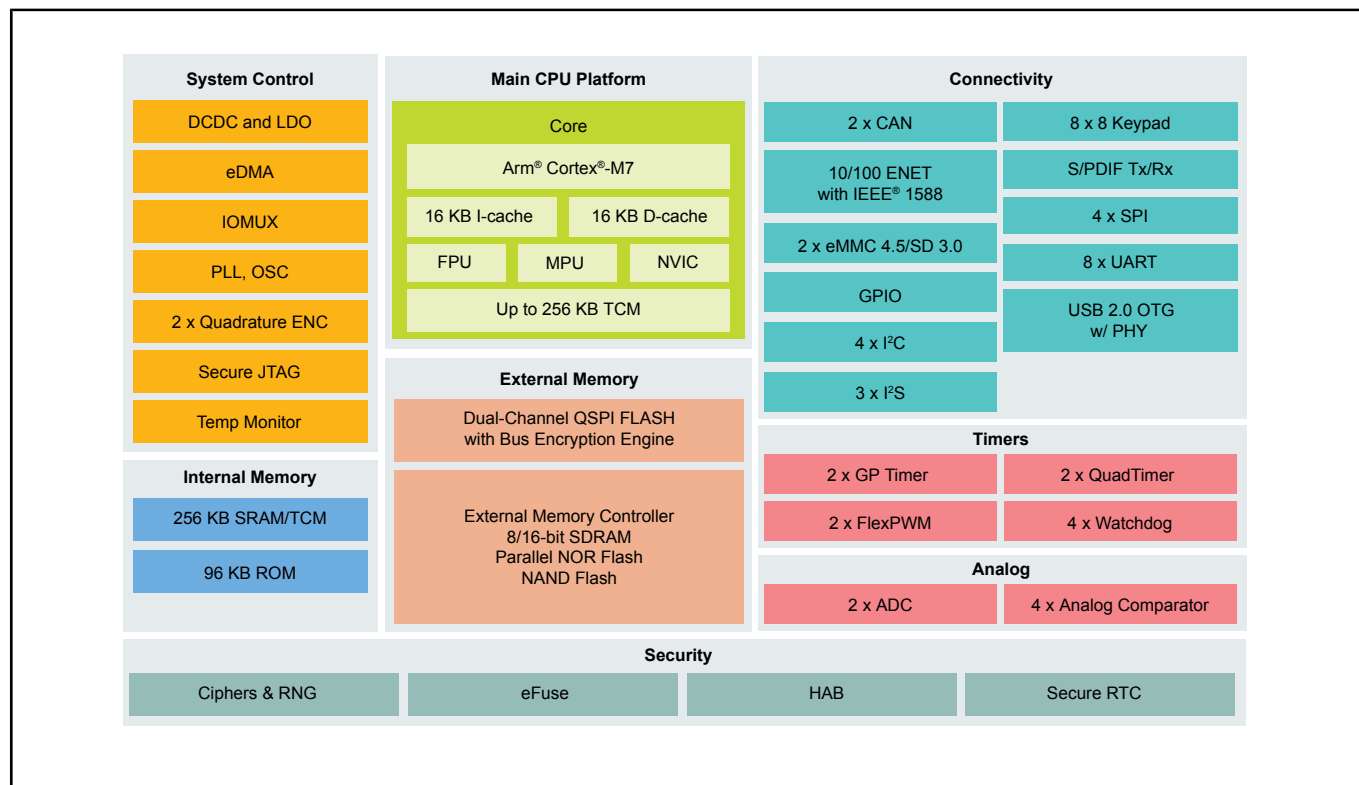 System Control
DCDC and LDO
eDMA
IOMUX
PLL, OSC
2 x Quadrature ENC
Secure JTAG
Temp Monitor
Internal Memory
256 KB SRAM/TCM
96 KB ROM
Main CPU Platform
Core
Arm® Cortex®-M7
16 KB I-cache
16 KB D-cache
FPU
MPU
NVIC
Up to 256 KB TCM
External Memory
Dual-Channel QSPI FLASH
with Bus Encryption Engine
External Memory Controller
8/16-bit SDRAM
Parallel NOR Flash
NAND Flash
Connectivity
2 x CAN
10/100 ENET
with IEEE® 1588
2 x eMMC 4.5/SD 3.0
GPIO
4 x I²C
3 x I²S
8 x 8 Keypad
S/PDIF Tx/Rx
4 x SPI
8 x UART
USB 2.0 OTG
w/ PHY
Timers
2 x GP Timer
2 x QuadTimer
2 x FlexPWM
4 x Watchdog
Analog
2 x ADC
4 x Analog Comparator
Security
Ciphers & RNG
eFuse
HAB
Secure RTC